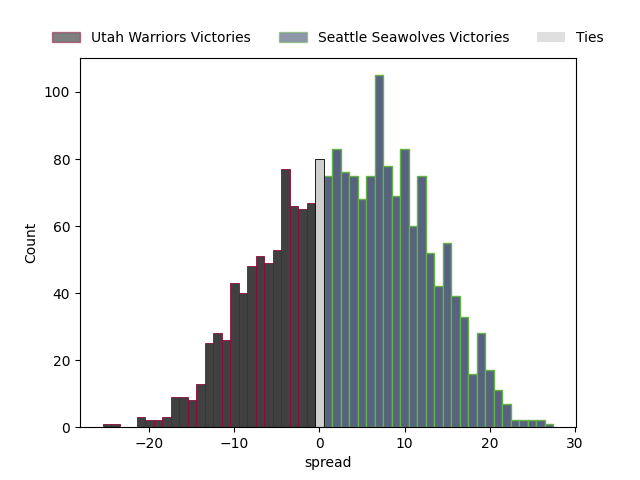 Utah Warriors Victories Seattle Seawolves Victories Ties
100
80
60
40
20
0
Count
−20 −10 0 10 20 30
spread